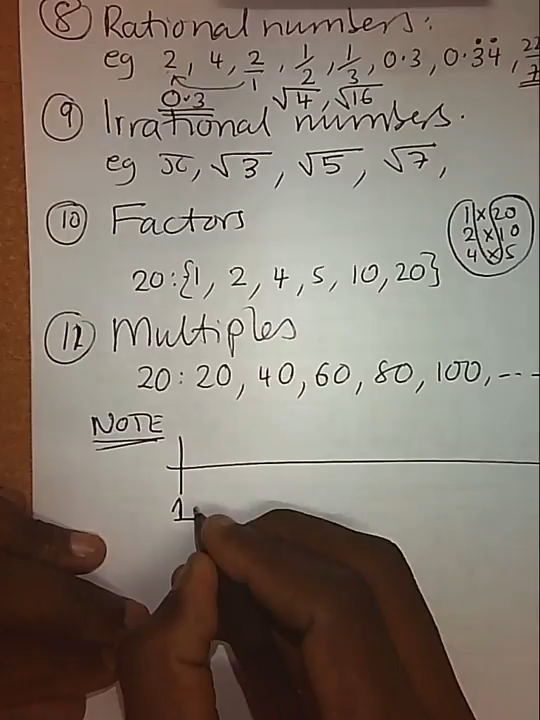 ⑧ Rational numbers:
eg 2, 4, 2/1, 1/2, 1/3, 0.3, 0.3̇4̇, 22/7
0.3 √4, √16
⑨ Irrational numbers.
eg π, √3, √5, √7,
⑩ Factors
1 x 20
2 x 10
4 x 5
20:{1, 2, 4, 5, 10, 20}
⑪ Multiples
20: 20, 40, 60, 80, 100, ---
NOTE
1